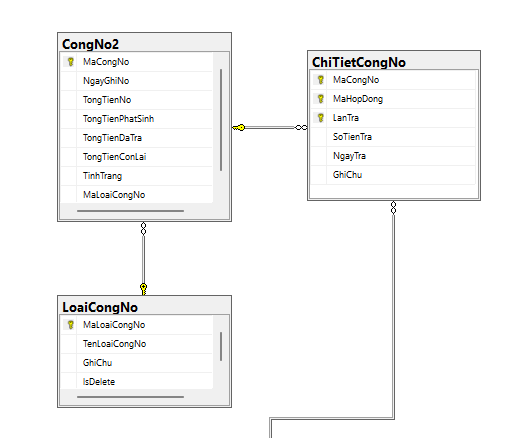 CongNo2
MaCongNo
NgayGhiNo
TongTienNo
TongTienPhatSinh
TongTienDaTra
TongTienConLai
TinhTrang
MaLoaiCongNo
ChiTietCongNo
MaCongNo
MaHopDong
LanTra
SoTienTra
NgayTra
GhiChu
LoaiCongNo
MaLoaiCongNo
TenLoaiCongNo
GhiChu
IsDelete